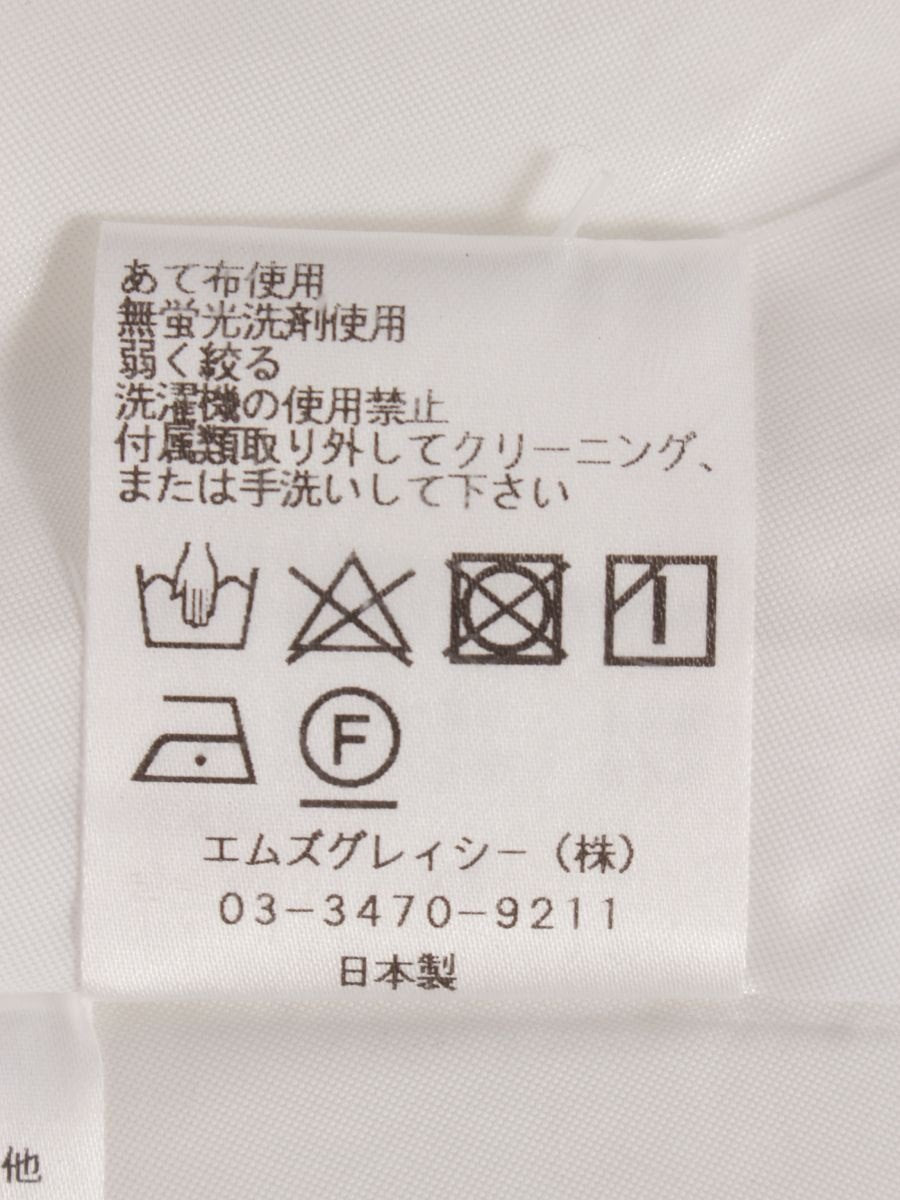 あて布使用
無蛍光洗剤使用
弱く絞る
洗濯機の使用禁止
付属類取り外してクリーニング、
または手洗いして下さい
F
エムズグレィシー（株）
03-3470-9211
日本製
他